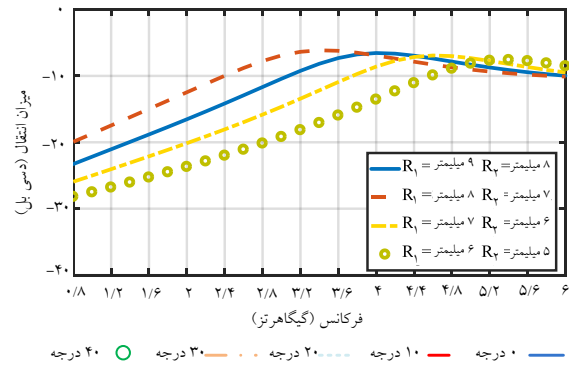 ۰
-۱۰
-۲۰
-۳۰
-۴۰
میزان انتقال (دسی بل)
R۱ = ۹ میلیمتر R۲ = ۸ میلیمتر
R۱ = ۸ میلیمتر R۲ = ۷ میلیمتر
R۱ = ۷ میلیمتر R۲ = ۶ میلیمتر
R۱ = ۶ میلیمتر R۲ = ۵ میلیمتر
۰/۸ ۱/۲ ۱/۶ ۲ ۲/۴ ۲/۸ ۳/۲ ۳/۶ ۴ ۴/۴ ۴/۸ ۵/۲ ۵/۶ ۶
فرکانس (گیگاهرتز)
۰ درجه ۱۰ درجه ۲۰ درجه ۳۰ درجه ۴۰ درجه